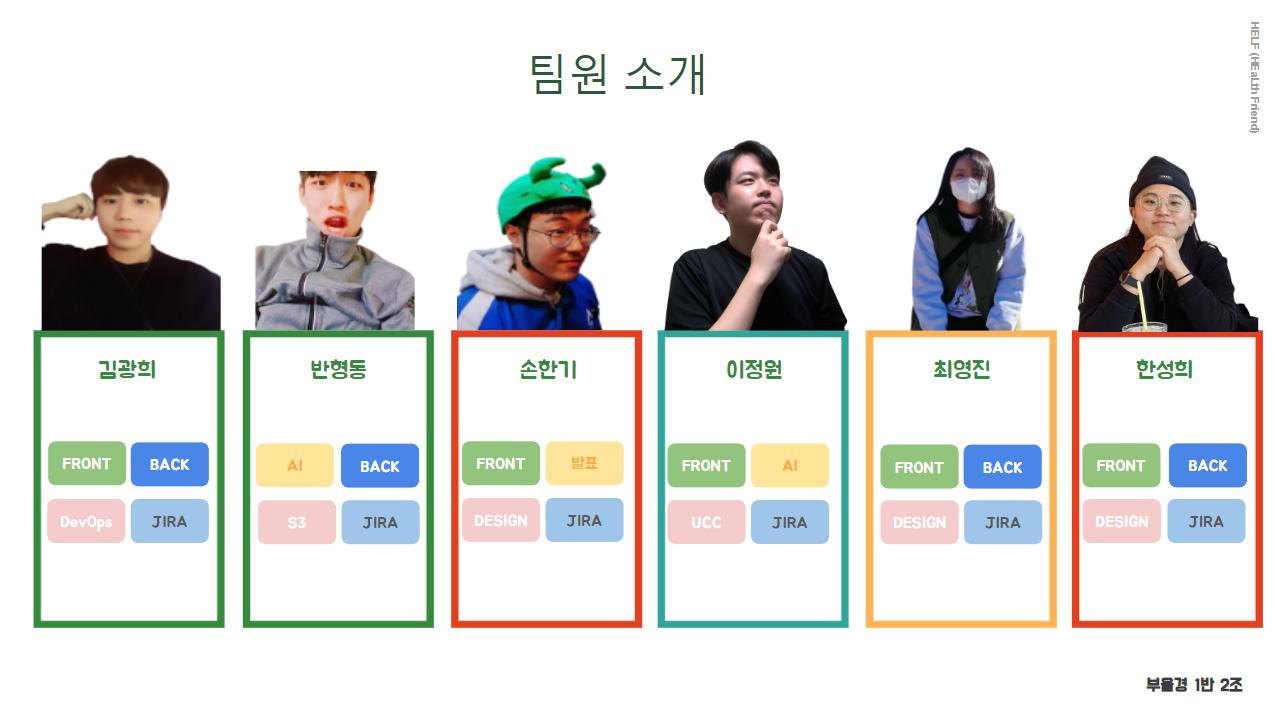 팀원 소개
HELF (HEaLth Friend)
김광희
FRONT
BACK
DevOps
JIRA
반형동
AI
BACK
S3
JIRA
손한기
FRONT
발표
DESIGN
JIRA
이정원
FRONT
AI
UCC
JIRA
최영진
FRONT
BACK
DESIGN
JIRA
한성희
FRONT
BACK
DESIGN
JIRA
부울경 1반 2조